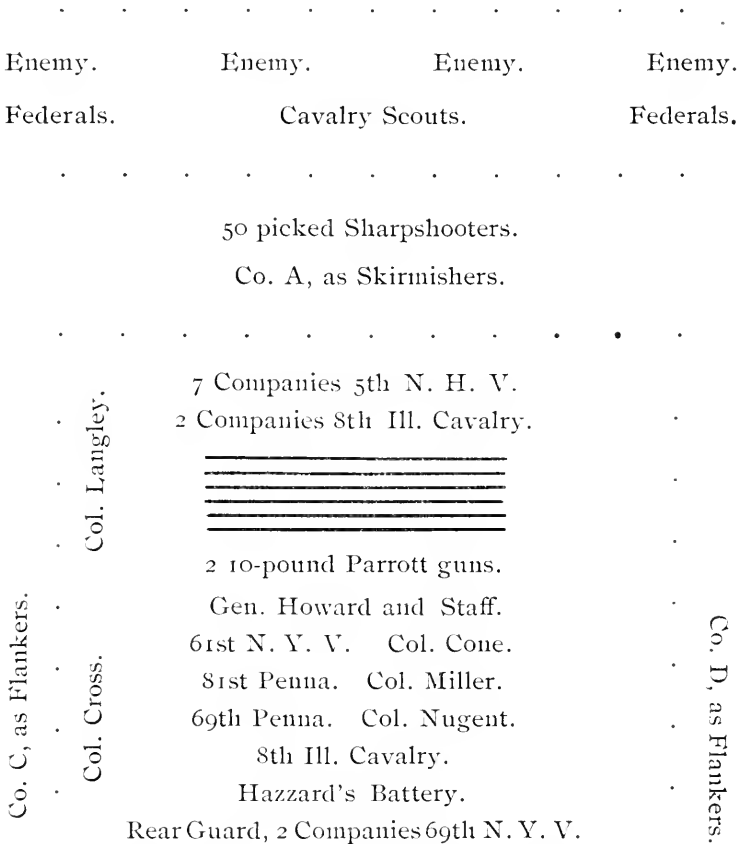 Enemy. Enemy. Enemy. Enemy.
Federals. Cavalry Scouts. Federals.
50 picked Sharpshooters.
Co. A, as Skirmishers.
7 Companies 5th N. H. V.
2 Companies 8th Ill. Cavalry.
Col. Langley.
2 10-pound Parrott guns.
Gen. Howard and Staff.
61st N. Y. V. Col. Cone.
81st Penna. Col. Miller.
69th Penna. Col. Nugent.
8th Ill. Cavalry.
Hazzard's Battery.
Rear Guard, 2 Companies 69th N. Y. V.
Co. C, as Flankers.
Col. Cross.
Co. D, as Flankers.